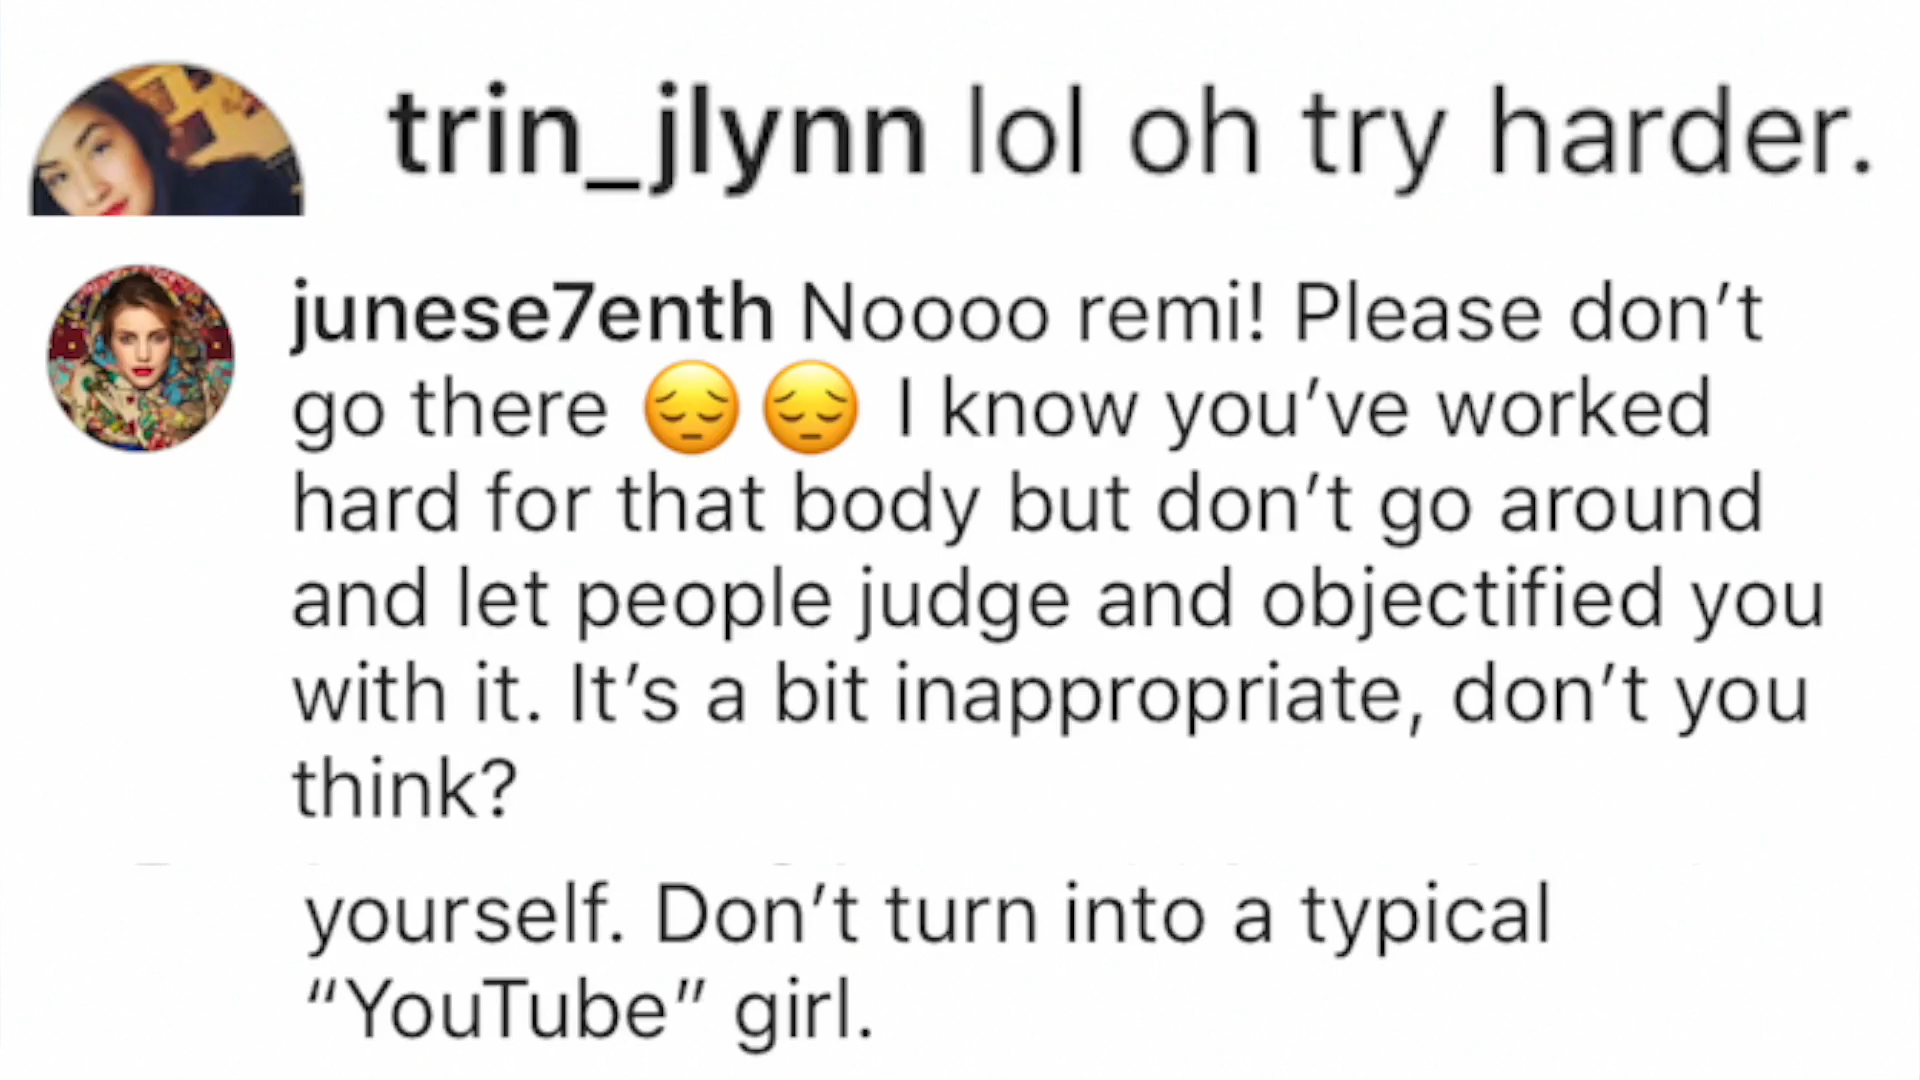 trin_jlynn lol oh try harder.
junese7enth Noooo remi! Please don’t
go there 😔😔 I know you’ve worked
hard for that body but don’t go around
and let people judge and objectified you
with it. It’s a bit inappropriate, don’t you
think?
yourself. Don’t turn into a typical
“YouTube” girl.